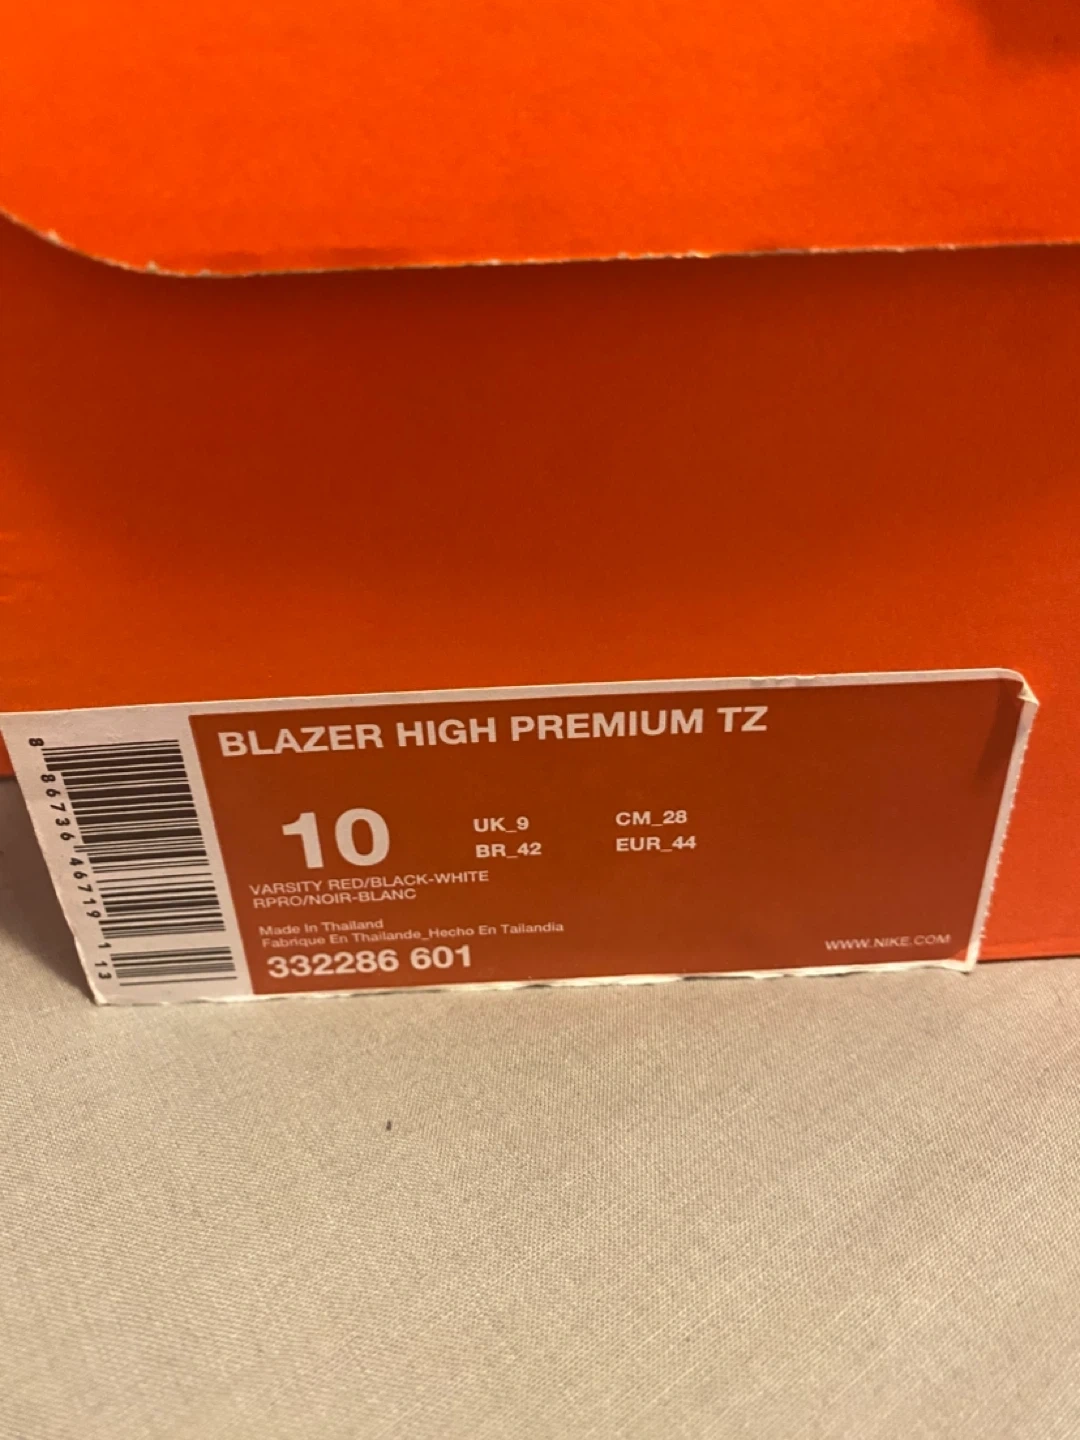 BLAZER HIGH PREMIUM TZ
10
UK_9 CM_28
BR_42 EUR_44
VARSITY RED/BLACK-WHITE
RPRO/NOIR-BLANC
Made In Thailand
Fabrique En Thailande_Hecho En Tailandia
332286 601
WWW.NIKE.COM
8 86736 46719 1 13